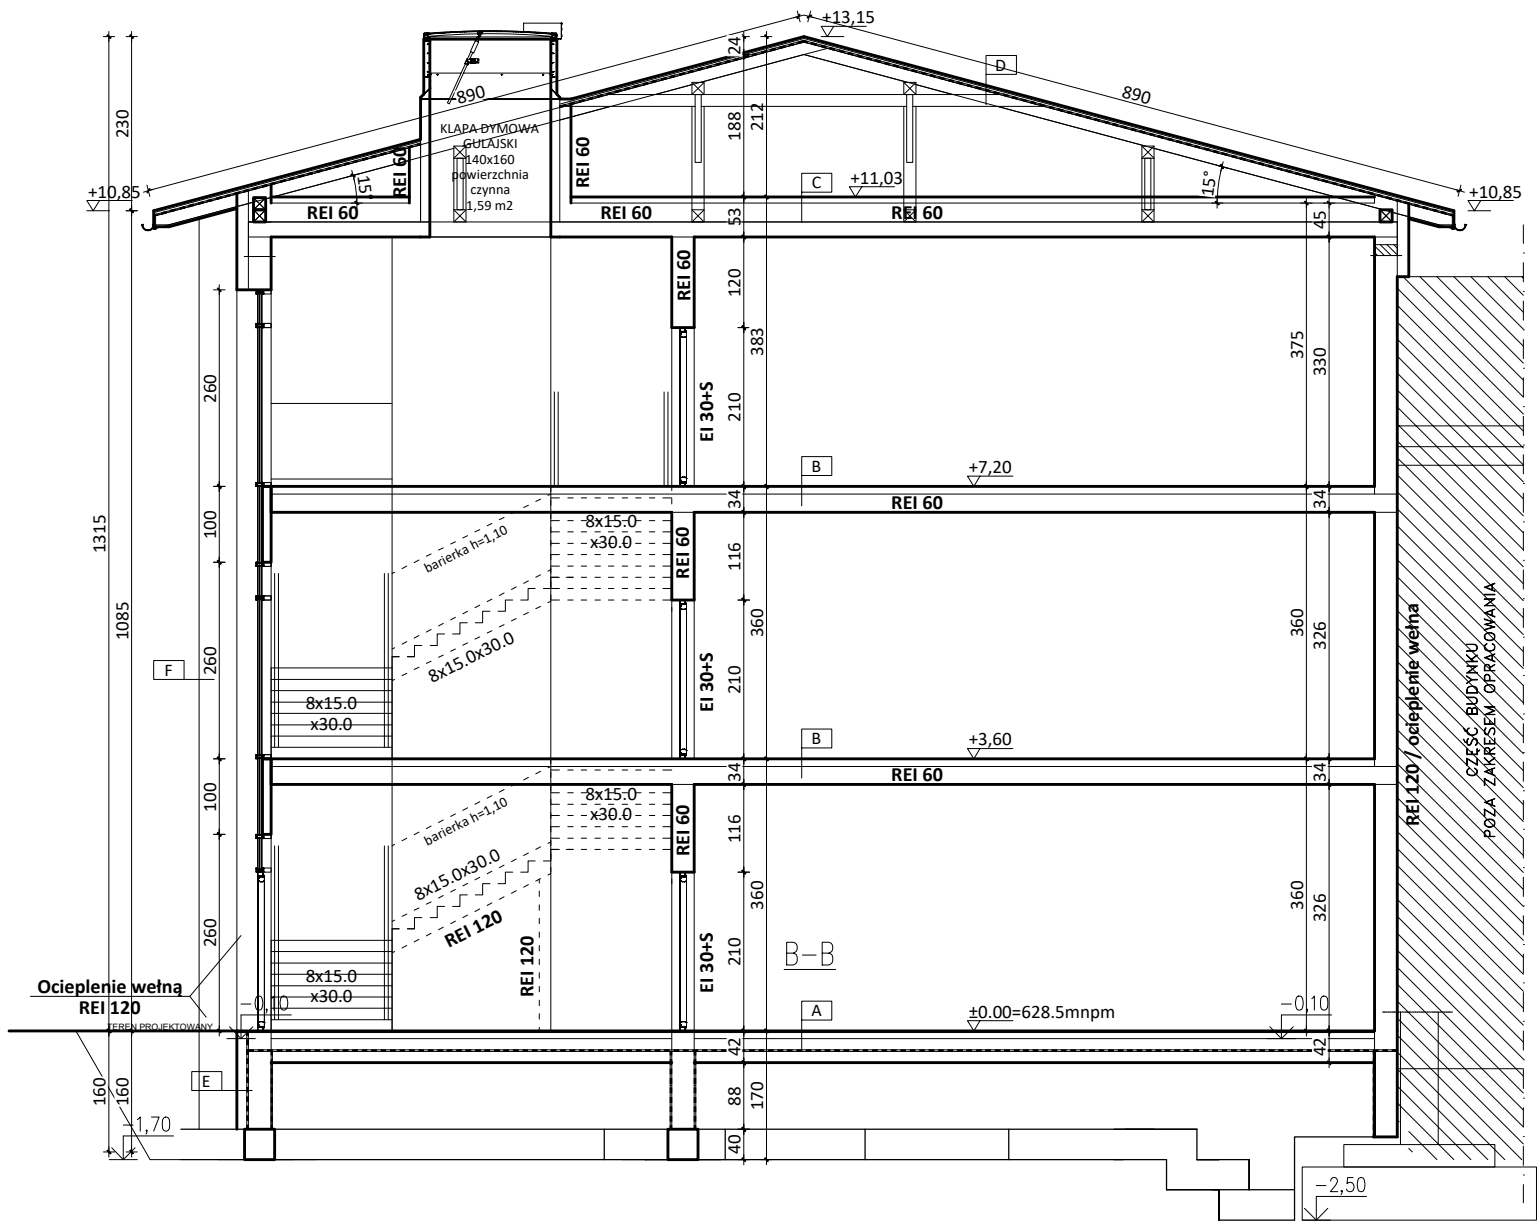 +13,15
24
D
890
890
230
188
212
KLAPA DYMOWA
GULAJSKI
140x160
powierzchnia
czynna
1,59 m2
REI 60
REI 60
15°
15°
+10,85
C
+11,03
+10,85
REI 60
REI 60
REI 60
53
45
REI 60
120
383
375
330
260
EI 30+S
210
B
+7,20
34
REI 60
34
1315
100
8x15.0
x30.0
barierka h=1,10
REI 60
116
1085
360
360
326
REI 120 / ocieplenie wełna
CZĘŚĆ BUDYNKU
POZA ZAKRESEM OPRACOWANIA
F
260
8x15.0x30.0
EI 30+S
210
8x15.0
x30.0
B
+3,60
34
REI 60
34
100
8x15.0
x30.0
barierka h=1,10
REI 60
116
8x15.0x30.0
360
360
326
260
REI 120
REI 120
EI 30+S
210
B-B
8x15.0
x30.0
Ocieplenie wełną
REI 120
-0,10
TEREN PROJEKTOWANY
A
±0.00=628.5mnpm
-0,10
42
42
E
160
160
88
170
-1,70
40
-2,50